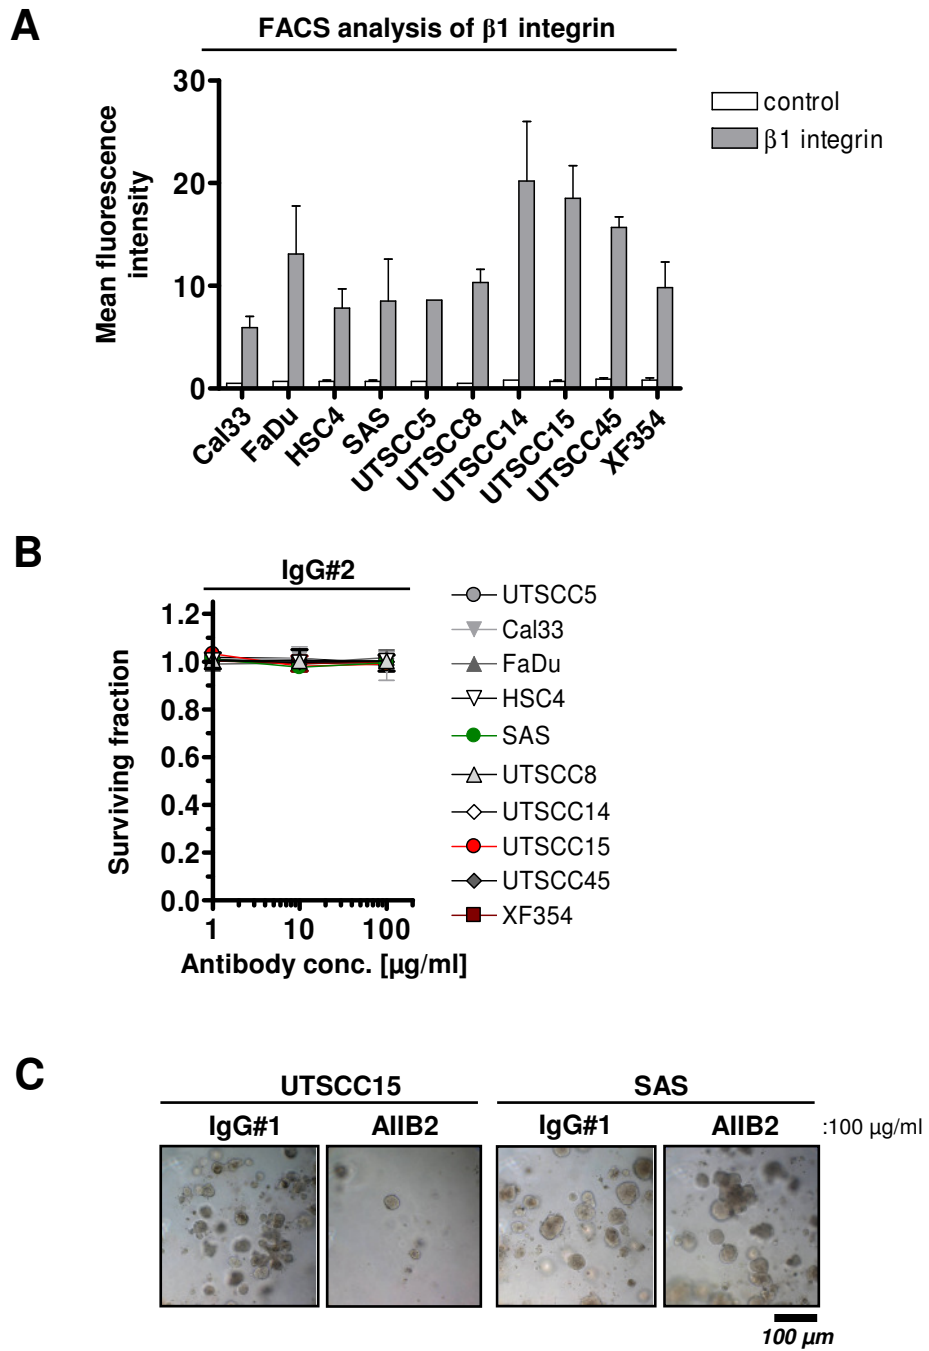 A
FACS analysis of β1 integrin
Mean fluorescence
intensity
30
20
10
0
control
β1 integrin
Cal33
FaDu
HSC4
SAS
UTSCC5
UTSCC8
UTSCC14
UTSCC15
UTSCC45
XF354
B
IgG#2
Surviving fraction
1.2
1.0
0.8
0.6
0.4
0.2
0.0
1 10 100
Antibody conc. [µg/ml]
UTSCC5
Cal33
FaDu
HSC4
SAS
UTSCC8
UTSCC14
UTSCC15
UTSCC45
XF354
C
UTSCC15 SAS
IgG#1 AIIB2 IgG#1 AIIB2 :100 µg/ml
100 µm